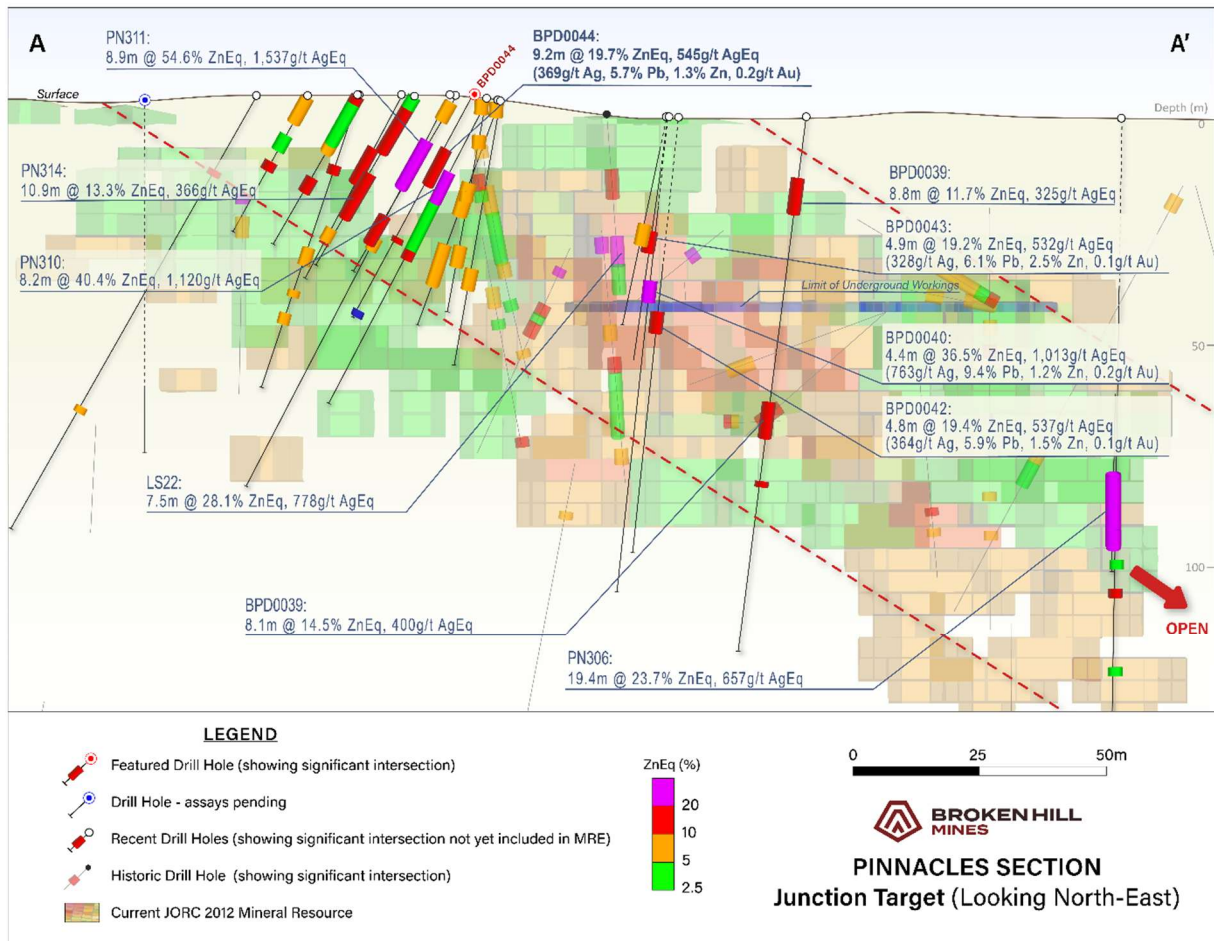 A
A'
PN311:
8.9m @ 54.6% ZnEq, 1,537g/t AgEq
BPD0044
BPD0044:
9.2m @ 19.7% ZnEq, 545g/t AgEq
(369g/t Ag, 5.7% Pb, 1.3% Zn, 0.2g/t Au)
Surface
Depth (m)
0
PN314:
10.9m @ 13.3% ZnEq, 366g/t AgEq
BPD0039:
8.8m @ 11.7% ZnEq, 325g/t AgEq
BPD0043:
4.9m @ 19.2% ZnEq, 532g/t AgEq
(328g/t Ag, 6.1% Pb, 2.5% Zn, 0.1g/t Au)
PN310:
8.2m @ 40.4% ZnEq, 1,120g/t AgEq
Limit of Underground Workings
BPD0040:
4.4m @ 36.5% ZnEq, 1,013g/t AgEq
(763g/t Ag, 9.4% Pb, 1.2% Zn, 0.2g/t Au)
50
BPD0042:
4.8m @ 19.4% ZnEq, 537g/t AgEq
(364g/t Ag, 5.9% Pb, 1.5% Zn, 0.1g/t Au)
LS22:
7.5m @ 28.1% ZnEq, 778g/t AgEq
100
BPD0039:
8.1m @ 14.5% ZnEq, 400g/t AgEq
OPEN
PN306:
19.4m @ 23.7% ZnEq, 657g/t AgEq
LEGEND
Featured Drill Hole (showing significant intersection)
Drill Hole - assays pending
Recent Drill Holes (showing significant intersection not yet included in MRE)
Historic Drill Hole (showing significant intersection)
Current JORC 2012 Mineral Resource
ZnEq (%)
20
10
5
2.5
0 25 50m
BROKEN HILL
MINES
PINNACLES SECTION
Junction Target (Looking North-East)